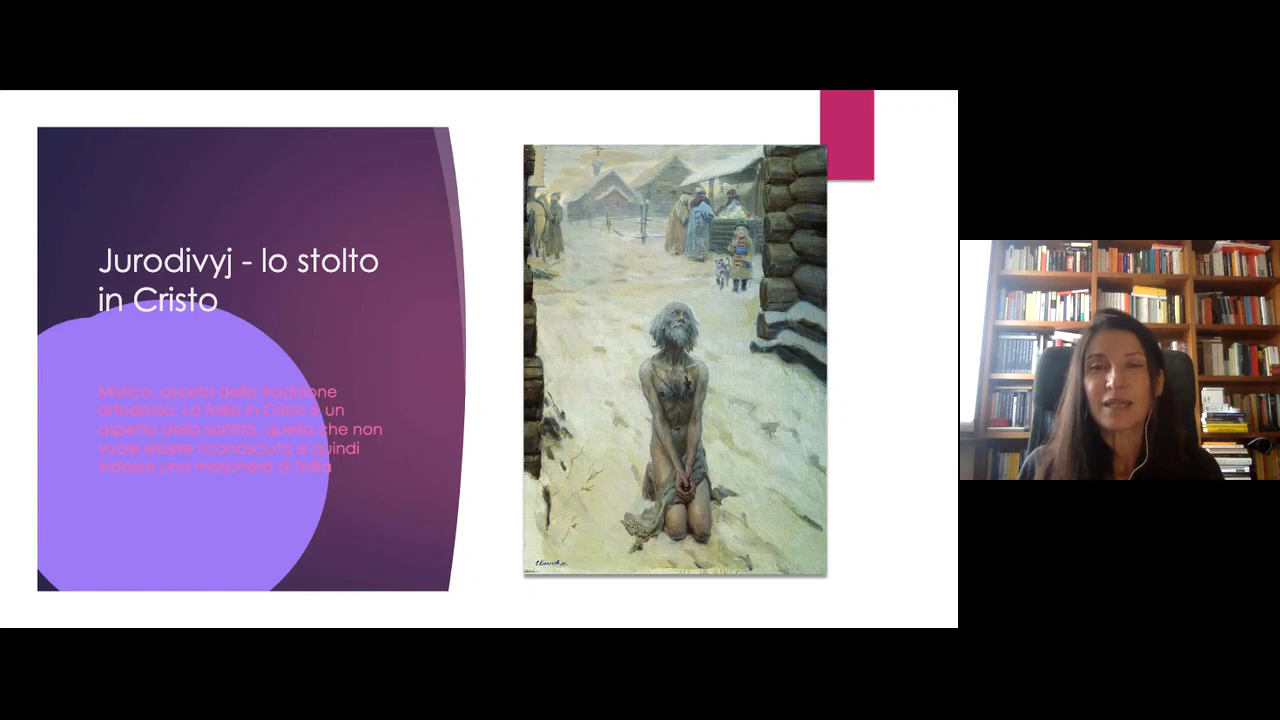 Jurodivyj - lo stolto
in Cristo
Mistico, asceta della tradizione
ortodossa. La follia in Cristo è un
aspetto della santità, quella che non
vuole essere riconosciuta e quindi
indossa una maschera di follia